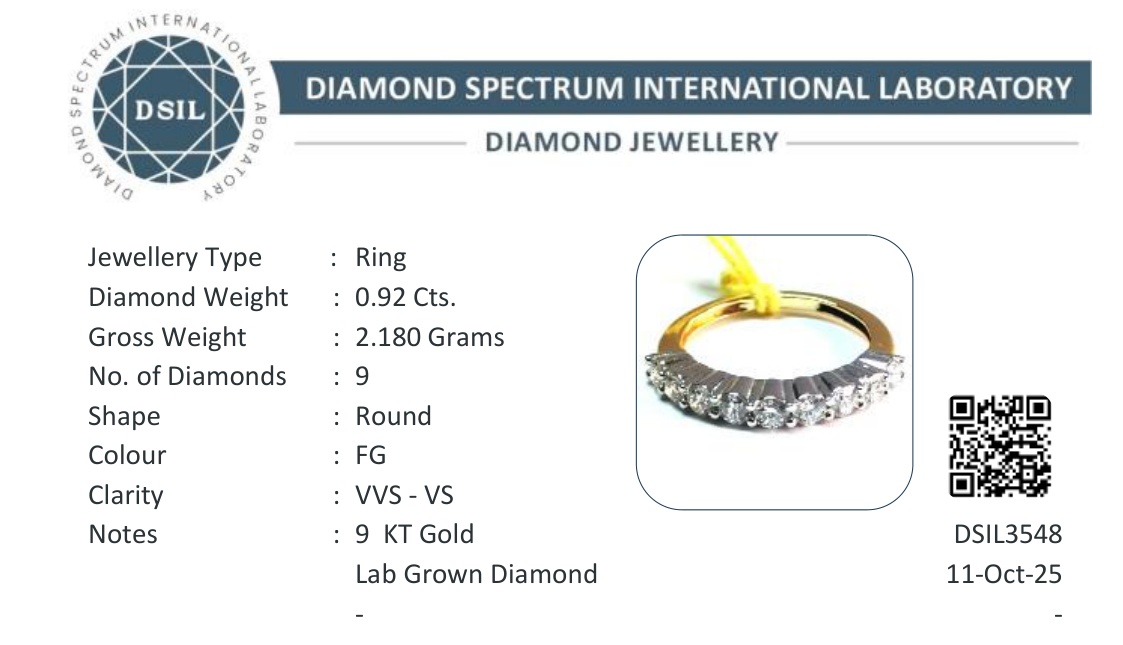 DIAMOND SPECTRUM INTERNATIONAL LABORATORY
DSIL
DIAMOND SPECTRUM INTERNATIONAL LABORATORY
DIAMOND JEWELLERY
Jewellery Type : Ring
Diamond Weight : 0.92 Cts.
Gross Weight : 2.180 Grams
No. of Diamonds : 9
Shape : Round
Colour : FG
Clarity : VVS - VS
Notes : 9 KT Gold
Lab Grown Diamond
-
DSIL3548
11-Oct-25
-